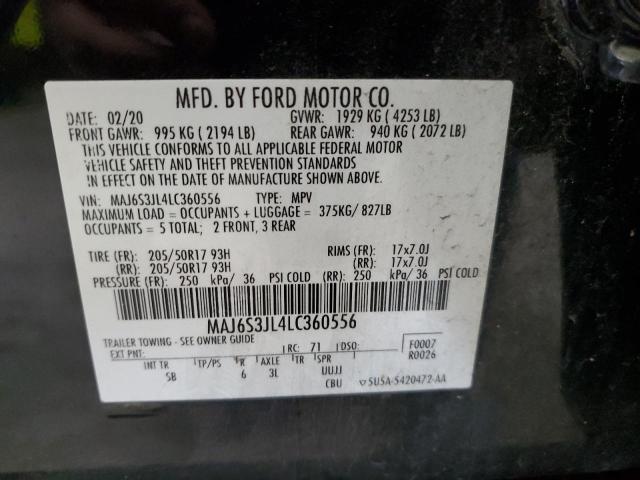 MFD. BY FORD MOTOR CO.
DATE: 02/20 GVWR: 1929 KG ( 4253 LB)
FRONT GAWR: 995 KG ( 2194 LB) REAR GAWR: 940 KG ( 2072 LB)
THIS VEHICLE CONFORMS TO ALL APPLICABLE FEDERAL MOTOR
VEHICLE SAFETY AND THEFT PREVENTION STANDARDS
IN EFFECT ON THE DATE OF MANUFACTURE SHOWN ABOVE.
VIN: MAJ6S3JL4LC360556 TYPE: MPV
MAXIMUM LOAD = OCCUPANTS + LUGGAGE = 375KG/ 827LB
OCCUPANTS = 5 TOTAL; 2 FRONT, 3 REAR
TIRE (FR): 205/50R17 93H RIMS (FR): 17x7.0J
(RR): 205/50R17 93H (RR): 17x7.0J
PRESSURE (FR): 250 kPa/ 36 PSI COLD (RR): 250 kPa/ 36 PSI COLD
MAJ6S3JL4LC360556
TRAILER TOWING - SEE OWNER GUIDE
EXT PNT: RC: 71 DSO: F0007
R0026
INT TR TP/PS R AXLE TR SPR
SB 6 3L UUJJ
CBU SU5A-S420472-AA